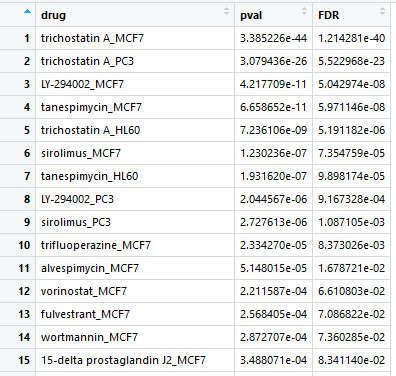 drug pval FDR
1 trichostatin A_MCF7 3.385226e-44 1.214281e-40
2 trichostatin A_PC3 3.079436e-26 5.522968e-23
3 LY-294002_MCF7 4.217709e-11 5.042974e-08
4 tanespimycin_MCF7 6.658652e-11 5.971146e-08
5 trichostatin A_HL60 7.236106e-09 5.191182e-06
6 sirolimus_MCF7 1.230236e-07 7.354759e-05
7 tanespimycin_HL60 1.931620e-07 9.898174e-05
8 LY-294002_PC3 2.044567e-06 9.167328e-04
9 sirolimus_PC3 2.727613e-06 1.087105e-03
10 trifluoperazine_MCF7 2.334270e-05 8.373026e-03
11 alvespimycin_MCF7 5.148015e-05 1.678721e-02
12 vorinostat_MCF7 2.211587e-04 6.610803e-02
13 fulvestrant_MCF7 2.568405e-04 7.086822e-02
14 wortmannin_MCF7 2.872707e-04 7.360285e-02
15 15-delta prostaglandin J2_MCF7 3.488071e-04 8.341140e-02